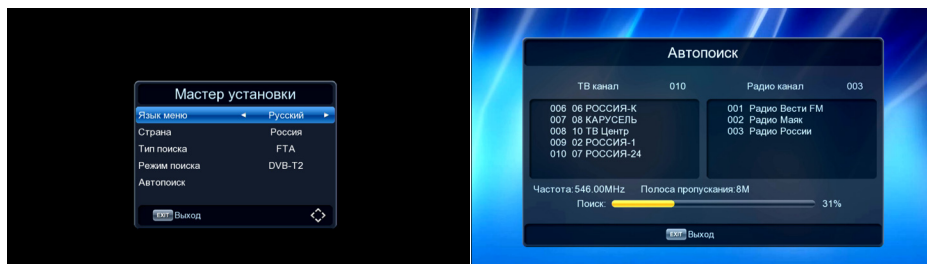 Мастер установки
Язык меню ◄ Русский ►
Страна Россия
Тип поиска FTA
Режим поиска DVB-T2
Автопоиск
EXIT Выход
Автопоиск
ТВ канал 010 Радио канал 003
006 06 РОССИЯ-К 001 Радио Вести FM
007 08 КАРУСЕЛЬ 002 Радио Маяк
008 10 ТВ Центр 003 Радио России
009 02 РОССИЯ-1
010 07 РОССИЯ-24
Частота:546.00MHz Полоса пропускания:8M
Поиск: 31%
EXIT Выход